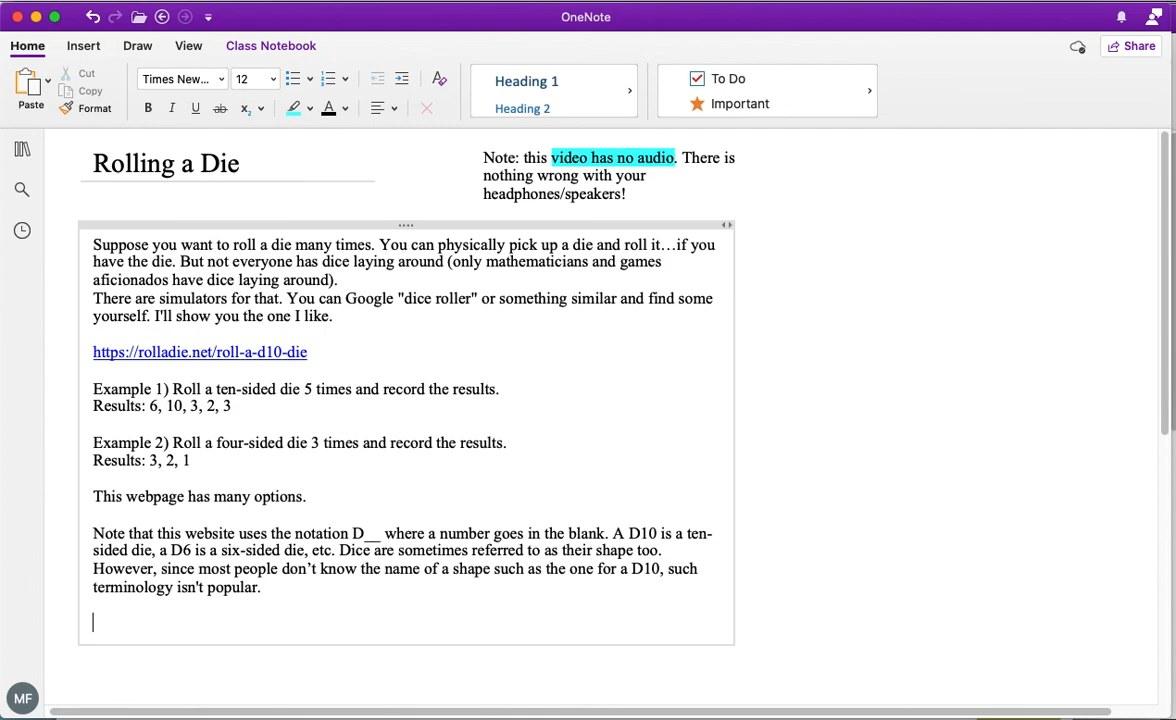 OneNote
Home Insert Draw View Class Notebook
Share
Paste
Cut
Copy
Format
Times New... 12
B I U ab x₂ A
Heading 1
Heading 2
To Do
Important
Rolling a Die
Note: this video has no audio. There is
nothing wrong with your
headphones/speakers!
Suppose you want to roll a die many times. You can physically pick up a die and roll it…if you
have the die. But not everyone has dice laying around (only mathematicians and games
aficionados have dice laying around).
There are simulators for that. You can Google "dice roller" or something similar and find some
yourself. I'll show you the one I like.
https://rolladie.net/roll-a-d10-die
Example 1) Roll a ten-sided die 5 times and record the results.
Results: 6, 10, 3, 2, 3
Example 2) Roll a four-sided die 3 times and record the results.
Results: 3, 2, 1
This webpage has many options.
Note that this website uses the notation D__ where a number goes in the blank. A D10 is a ten-
sided die, a D6 is a six-sided die, etc. Dice are sometimes referred to as their shape too.
However, since most people don’t know the name of a shape such as the one for a D10, such
terminology isn't popular.
MF